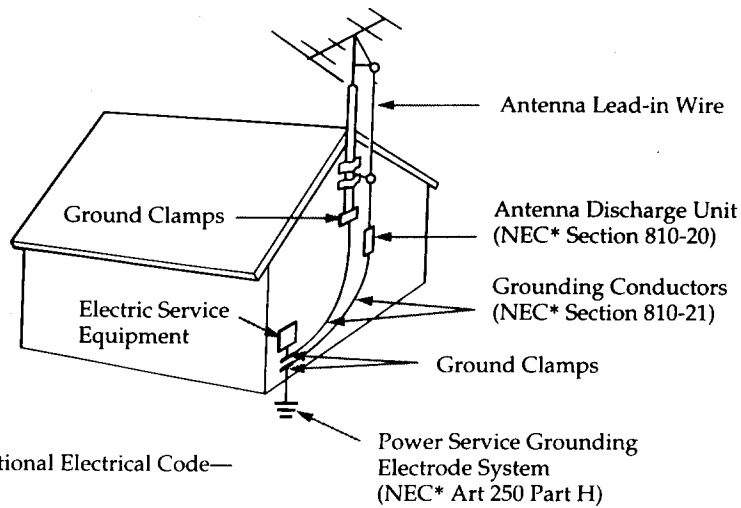 Antenna Lead-in Wire
Ground Clamps
Antenna Discharge Unit
(NEC* Section 810-20)
Electric Service
Equipment
Grounding Conductors
(NEC* Section 810-21)
Ground Clamps
Power Service Grounding
Electrode System
(NEC* Art 250 Part H)
tional Electrical Code—